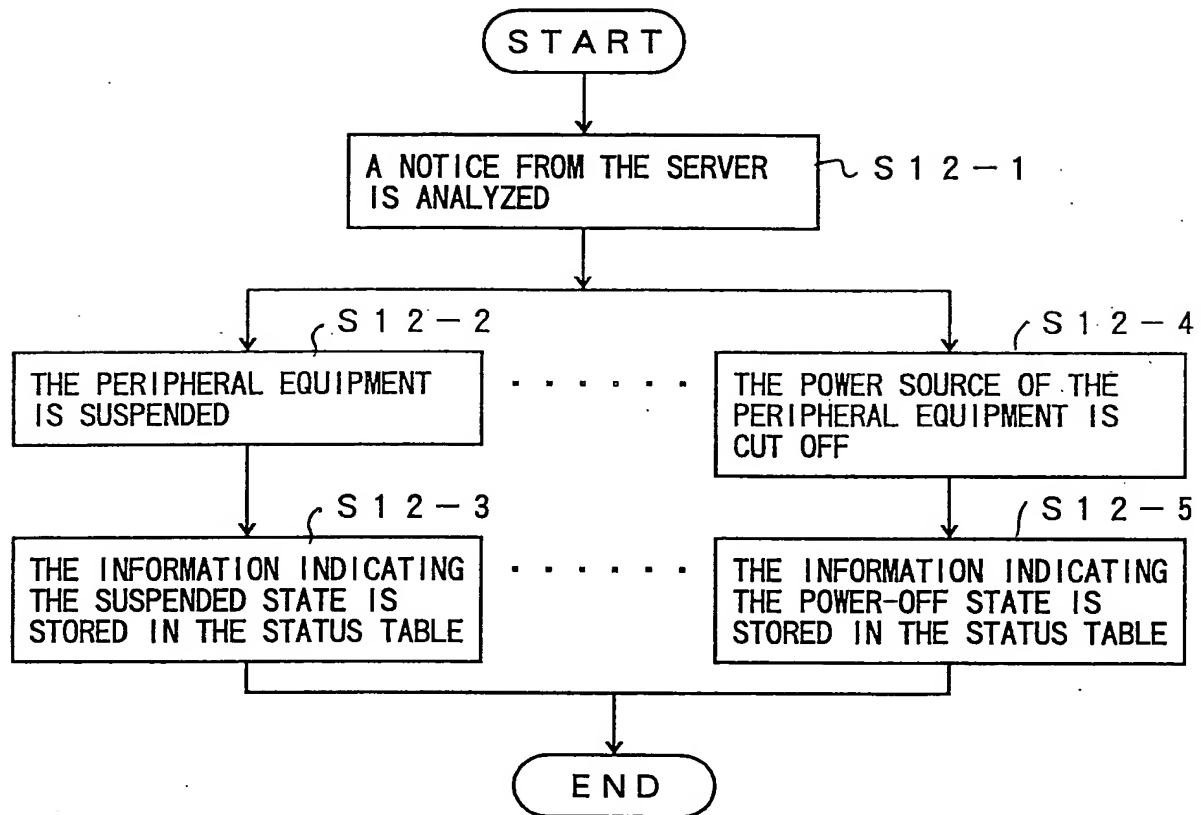 START
A NOTICE FROM THE SERVER
IS ANALYZED
S12-1
S12-2
THE PERIPHERAL EQUIPMENT
IS SUSPENDED
S12-4
THE POWER SOURCE OF THE
PERIPHERAL EQUIPMENT IS
CUT OFF
S12-3
THE INFORMATION INDICATING
THE SUSPENDED STATE IS
STORED IN THE STATUS TABLE
S12-5
THE INFORMATION INDICATING
THE POWER-OFF STATE IS
STORED IN THE STATUS TABLE
END